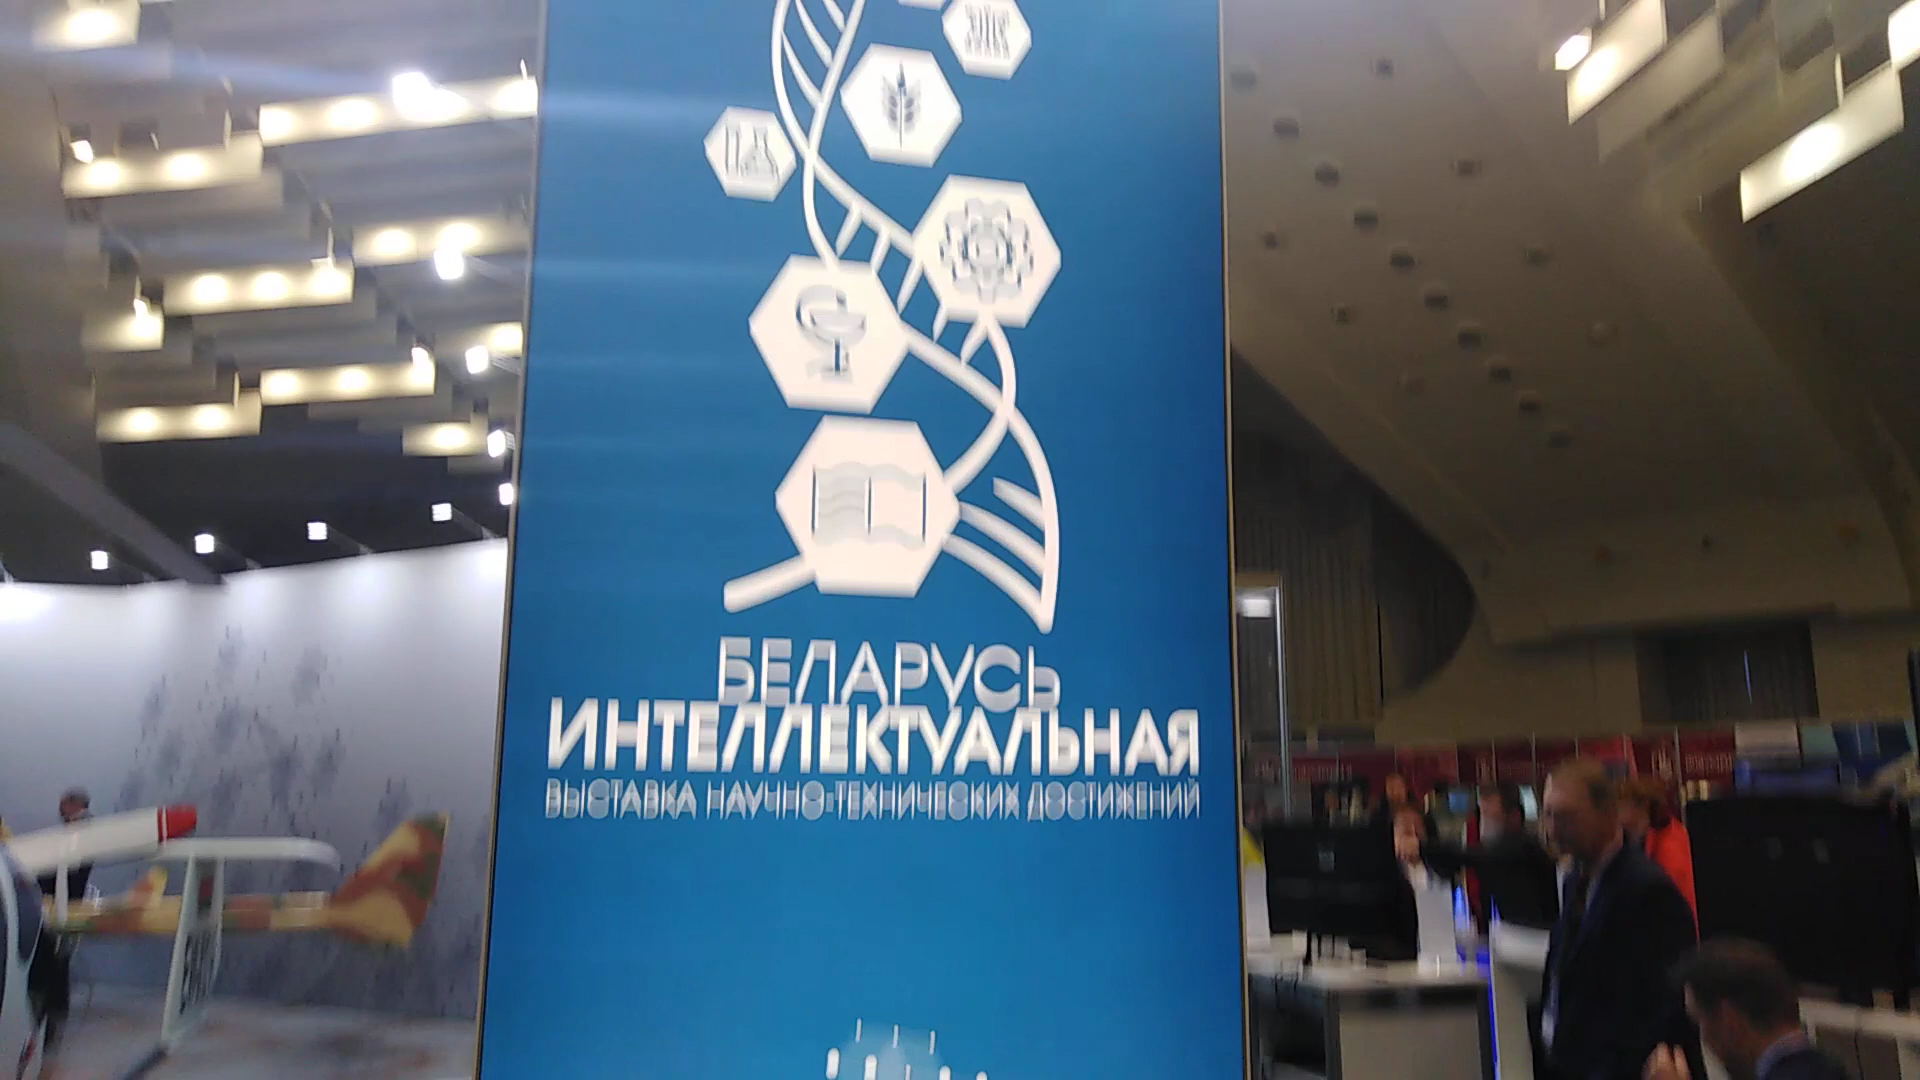 БЕЛАРУСЬ
ИНТЕЛЛЕКТУАЛЬНАЯ
ВЫСТАВКА НАУЧНО-ТЕХНИЧЕСКИХ ДОСТИЖЕНИЙ